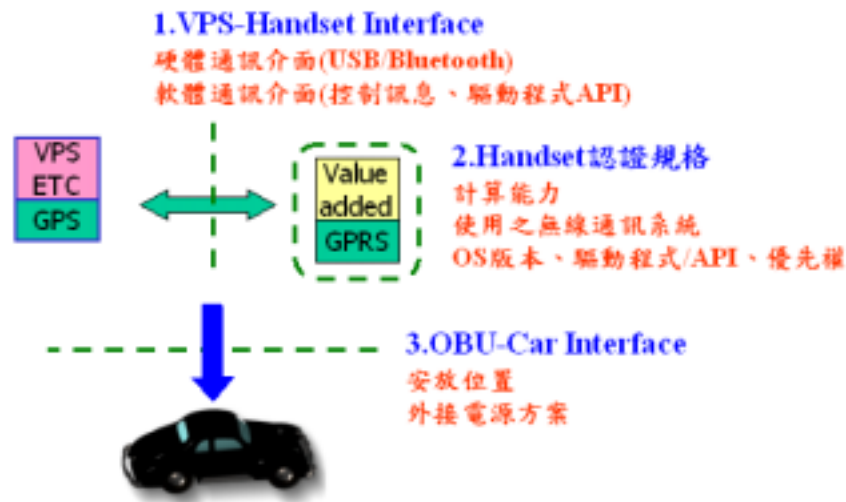 1.VPS-Handset Interface
硬體通訊介面(USB/Bluetooth)
軟體通訊介面(控制訊息、驅動程式API)
VPS
ETC
GPS
Value
added
GPRS
2.Handset認證規格
計算能力
使用之無線通訊系統
OS版本、驅動程式/API、優先權
3.OBU-Car Interface
安放位置
外接電源方案